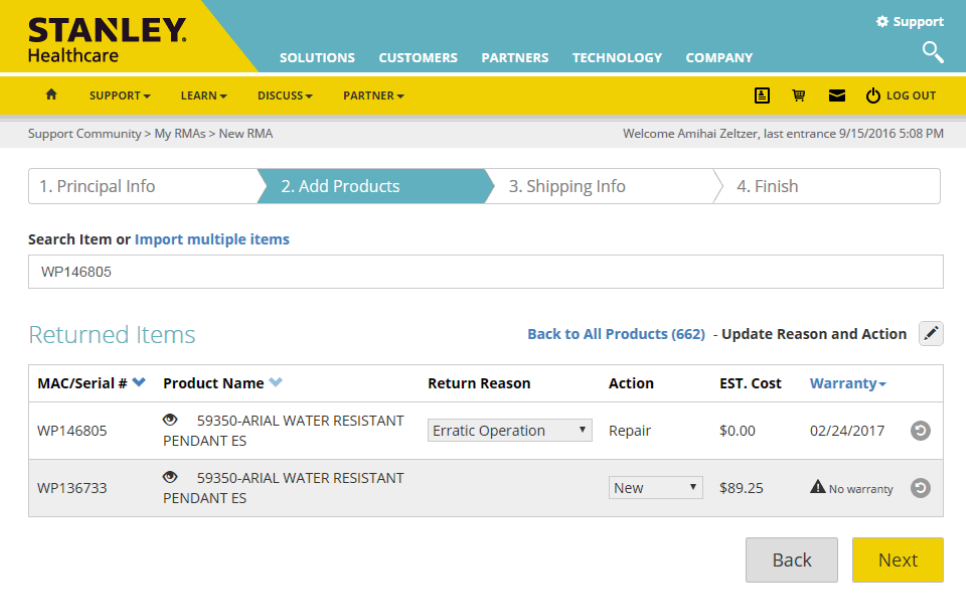 STANLEY.
Healthcare
Support
SOLUTIONS CUSTOMERS PARTNERS TECHNOLOGY COMPANY
SUPPORT LEARN DISCUSS PARTNER LOG OUT
Support Community > My RMAs > New RMA Welcome Amihai Zeltzer, last entrance 9/15/2016 5:08 PM
1. Principal Info 2. Add Products 3. Shipping Info 4. Finish
Search Item or Import multiple items
WP146805
Returned Items Back to All Products (662) - Update Reason and Action
MAC/Serial # Product Name Return Reason Action EST. Cost Warranty
WP146805 59350-ARIAL WATER RESISTANT PENDANT ES Erratic Operation Repair $0.00 02/24/2017
WP136733 59350-ARIAL WATER RESISTANT PENDANT ES New $89.25 No warranty
Back Next